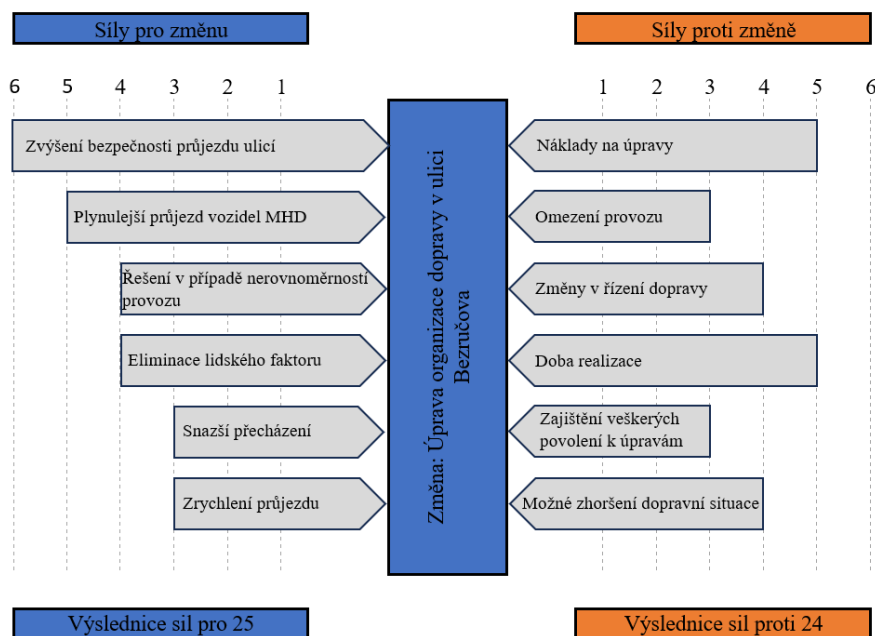 Síly pro změnu
Síly proti změně
6 5 4 3 2 1
1 2 3 4 5 6
Zvýšení bezpečnosti průjezdu ulicí
Plynulejší průjezd vozidel MHD
Řešení v případě nerovnoměrností
provozu
Eliminace lidského faktoru
Snazší přecházení
Zrychlení průjezdu
Změna: Úprava organizace dopravy v ulici
Bezručova
Náklady na úpravy
Omezení provozu
Změny v řízení dopravy
Doba realizace
Zajištění veškerých
povolení k úpravám
Možné zhoršení dopravní situace
Výslednice sil pro 25
Výslednice sil proti 24